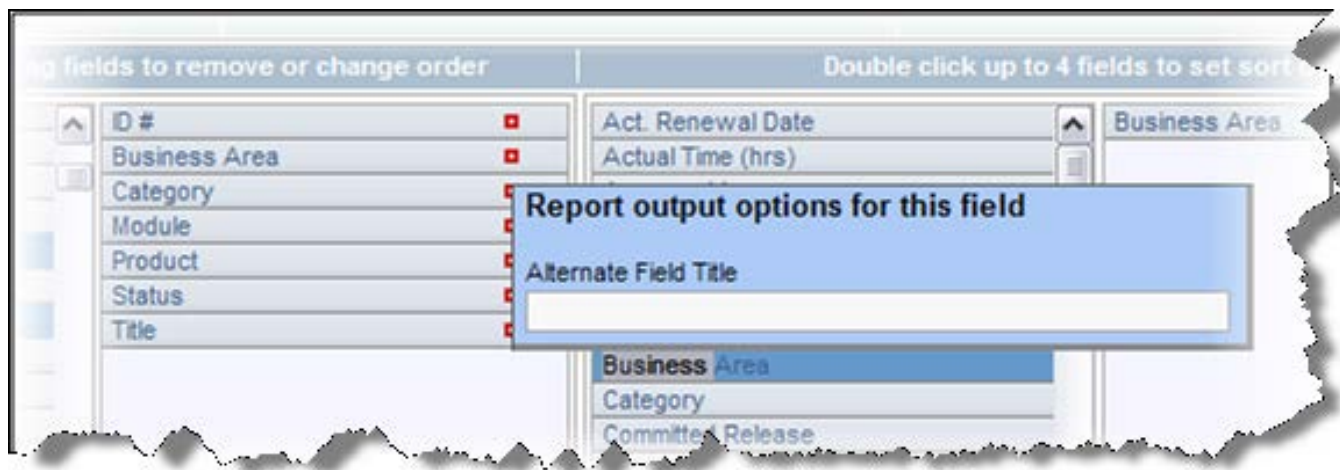 fields to remove or change order
Double click up to 4 fields to set sort
ID #
Business Area
Category
Module
Product
Status
Title
Act. Renewal Date
Actual Time (hrs)
Business Area
Category
Committed Release
Business Area
Report output options for this field
Alternate Field Title